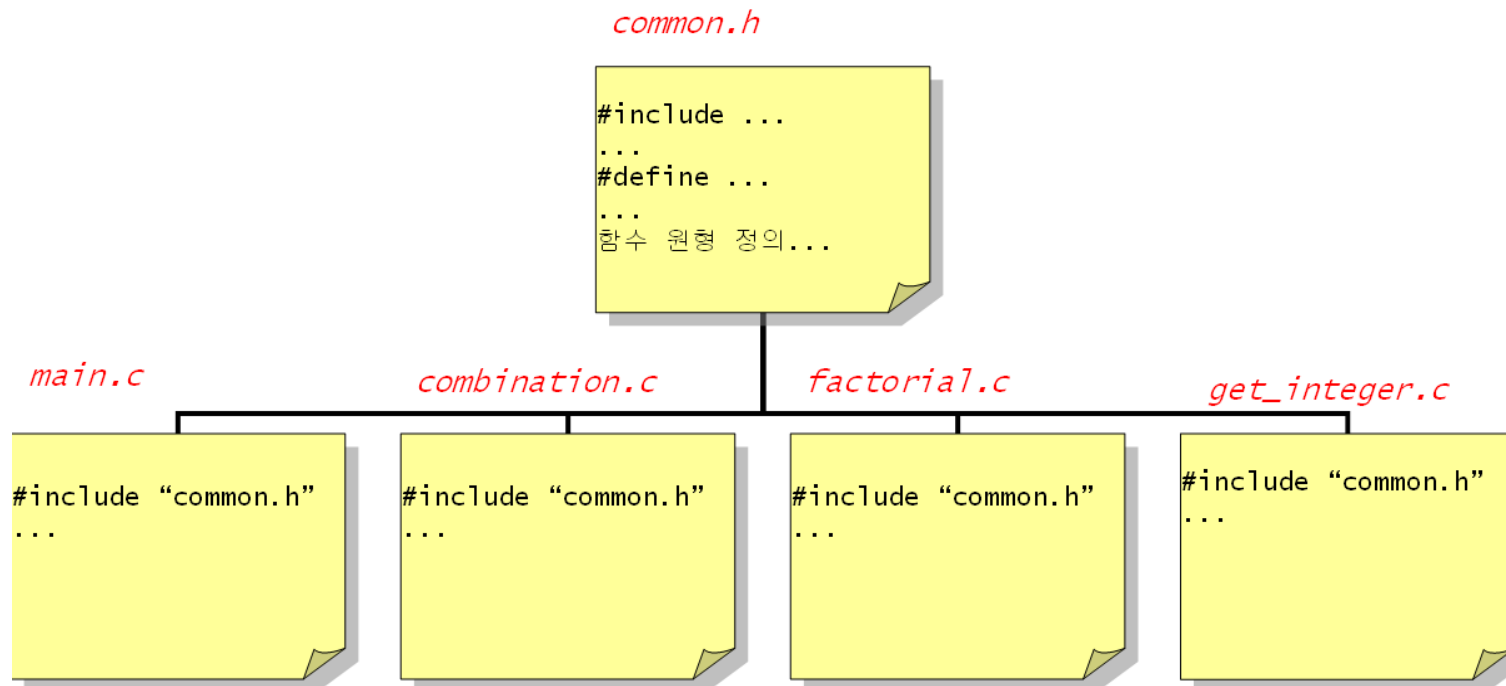 common.h
#include ...
...
#define ...
...
함수 원형 정의...
main.c
combination.c
factorial.c
get_integer.c
#include “common.h”
...
#include “common.h”
...
#include “common.h”
...
#include “common.h”
...